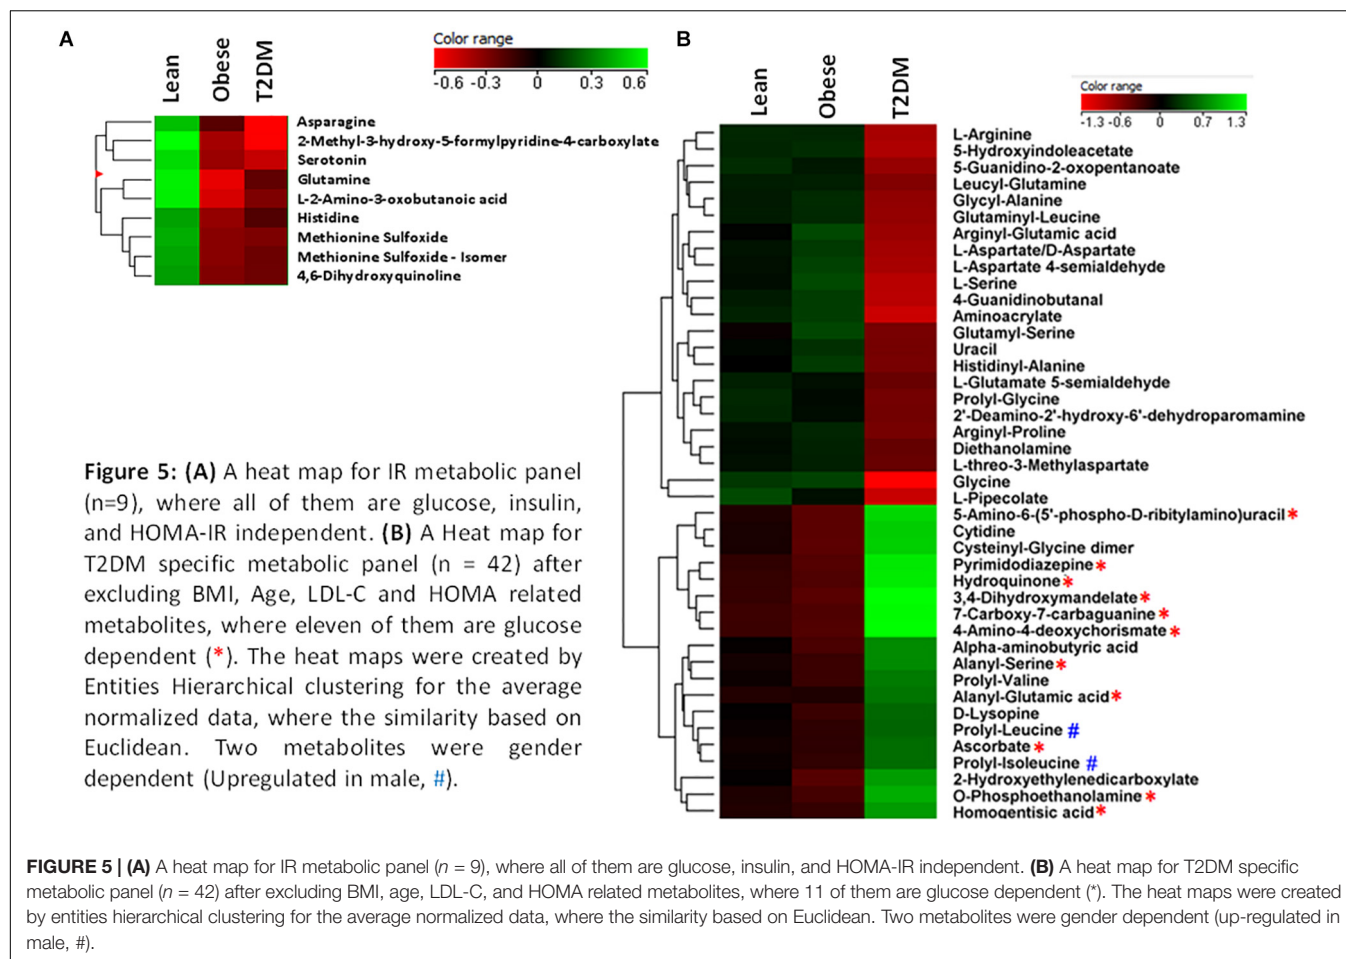 A
Lean
Obese
T2DM
Color range
-0.6 -0.3 0 0.3 0.6
Asparagine
2-Methyl-3-hydroxy-5-formylpyridine-4-carboxylate
Serotonin
Glutamine
L-2-Amino-3-oxobutanoic acid
Histidine
Methionine Sulfoxide
Methionine Sulfoxide - Isomer
4,6-Dihydroxyquinoline
Figure 5: (A) A heat map for IR metabolic panel
(n=9), where all of them are glucose, insulin,
and HOMA-IR independent. (B) A Heat map for
T2DM specific metabolic panel (n = 42) after
excluding BMI, Age, LDL-C and HOMA related
metabolites, where eleven of them are glucose
dependent (*). The heat maps were created by
Entities Hierarchical clustering for the average
normalized data, where the similarity based on
Euclidean. Two metabolites were gender
dependent (Upregulated in male, #).
B
Lean
Obese
T2DM
Color range
-1.3 -0.6 0 0.7 1.3
L-Arginine
5-Hydroxyindoleacetate
5-Guanidino-2-oxopentanoate
Leucyl-Glutamine
Glycyl-Alanine
Glutaminyl-Leucine
Arginyl-Glutamic acid
L-Aspartate/D-Aspartate
L-Aspartate 4-semialdehyde
L-Serine
4-Guanidinobutanal
Aminoacrylate
Glutamyl-Serine
Uracil
Histidinyl-Alanine
L-Glutamate 5-semialdehyde
Prolyl-Glycine
2'-Deamino-2'-hydroxy-6'-dehydroparomamine
Arginyl-Proline
Diethanolamine
L-threo-3-Methylaspartate
Glycine
L-Pipecolate
5-Amino-6-(5'-phospho-D-ribitylamino)uracil *
Cytidine
Cysteinyl-Glycine dimer
Pyrimidodiazepine *
Hydroquinone *
3,4-Dihydroxymandelate *
7-Carboxy-7-carbaguanine *
4-Amino-4-deoxychorismate *
Alpha-aminobutyric acid
Alanyl-Serine *
Prolyl-Valine
Alanyl-Glutamic acid *
D-Lysopine
Prolyl-Leucine #
Ascorbate *
Prolyl-Isoleucine #
2-Hydroxyethylenedicarboxylate
O-Phosphoethanolamine *
Homogentisic acid *
FIGURE 5 | (A) A heat map for IR metabolic panel (n = 9), where all of them are glucose, insulin, and HOMA-IR independent. (B) A heat map for T2DM specific
metabolic panel (n = 42) after excluding BMI, age, LDL-C, and HOMA related metabolites, where 11 of them are glucose dependent (*). The heat maps were created
by entities hierarchical clustering for the average normalized data, where the similarity based on Euclidean. Two metabolites were gender dependent (up-regulated in
male, #).